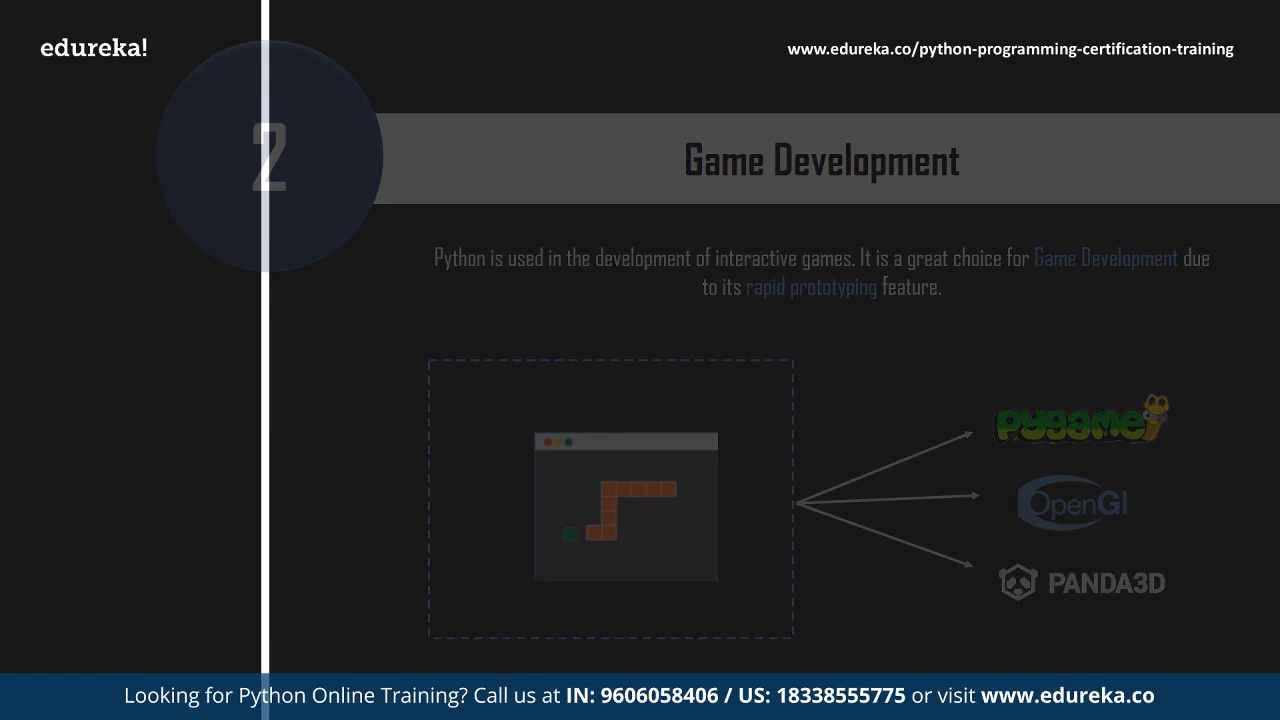 edureka!
www.edureka.co/python-programming-certification-training
2
Game Development
Python is used in the development of interactive games. It is a great choice for Game Development due
to its rapid prototyping feature.
pygame
OpenGl
PANDA3D
Looking for Python Online Training? Call us at IN: 9606058406 / US: 18338555775 or visit www.edureka.co